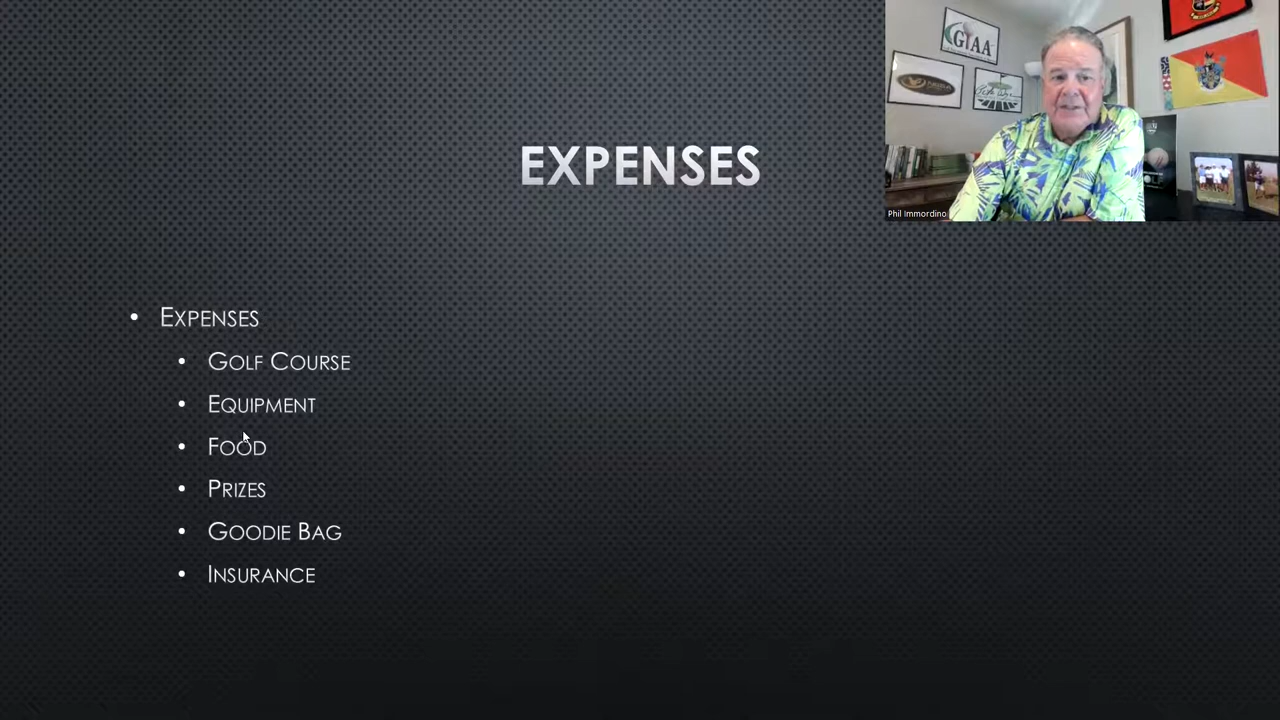 GIAA
EXPENSES
Phil Immordino
• Expenses
• Golf Course
• Equipment
• Food
• Prizes
• Goodie Bag
• Insurance